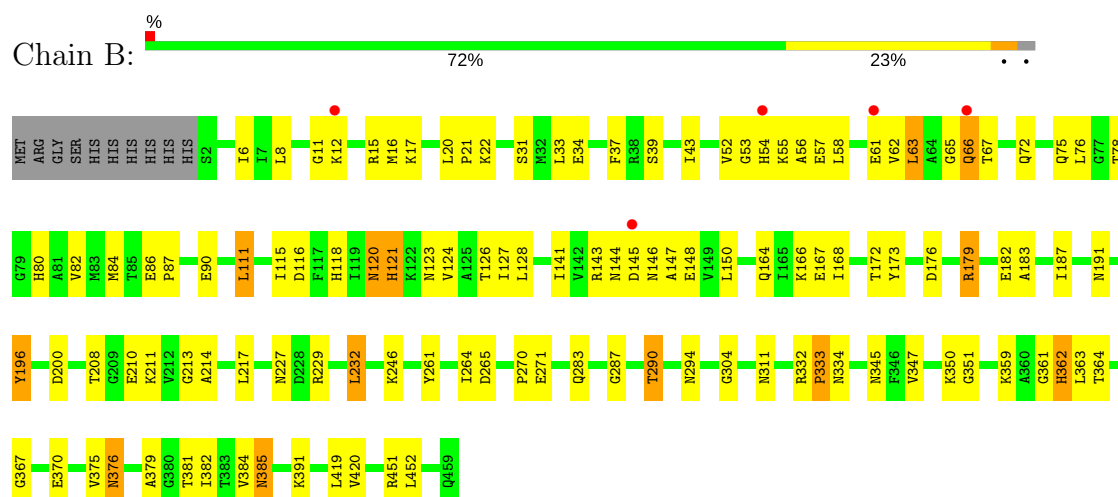 %
Chain B:
72% 23% • •
MET ARG GLY SER HIS HIS HIS HIS HIS HIS S2 I6 I7 L8 G11 K12 R15 M16 K17 L20 P21 K22 S31 M32 L33 E34 F37 R38 S39 I43 V52 G53 H54 K55 A56 E57 L58 E61 V62 L63 A64 G65 Q66 T67 Q72 Q75 L76 G77 T78
G79 H80 A81 V82 M83 M84 T85 E86 P87 E90 L111 I115 D116 F117 H118 I119 N120 H121 K122 N123 V124 A125 T126 I127 L128 I141 V142 R143 N144 D145 N146 A147 E148 V149 L150 Q164 I165 K166 E167 I168 T172 Y173 D176 R179 E182 A183 I187 N191
Y196 D200 T208 G209 E210 K211 V212 G213 A214 L217 N227 D228 R229 L232 K246 Y261 I264 D265 P270 E271 Q283 G287 T290 N294 G304 N311 R332 P333 N334 N345 F346 V347 K350 G351 K359 A360 G361 H362 L363 T364
G367 E370 V375 N376 A379 G380 T381 I382 T383 V384 N385 K391 L419 V420 R451 L452 Q459